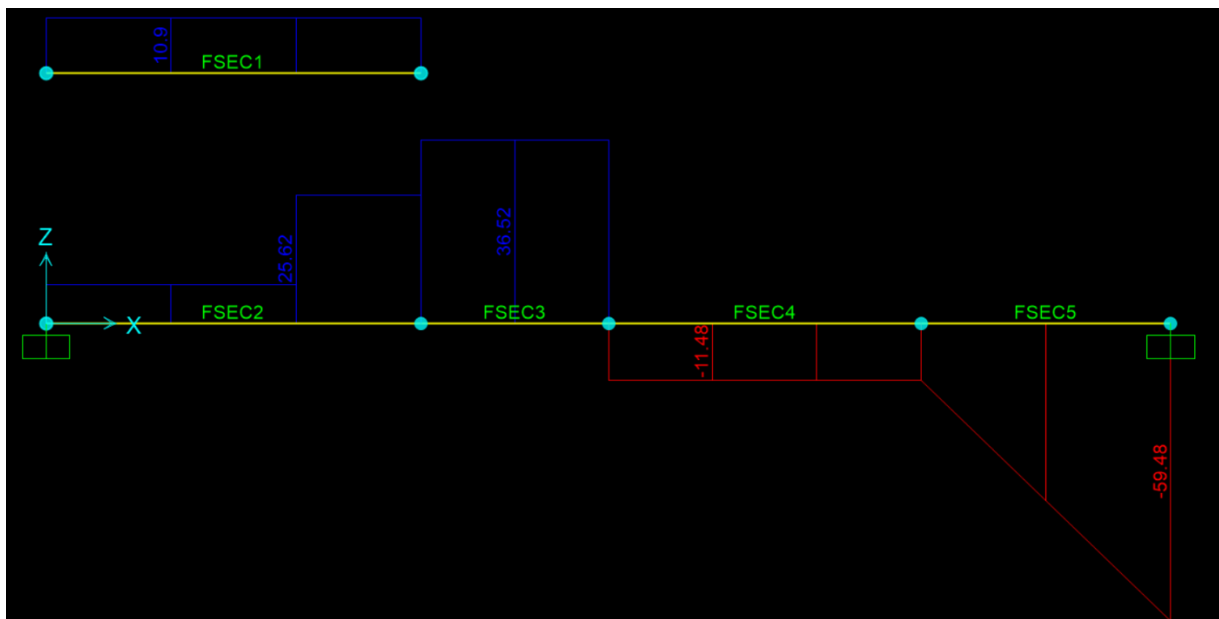 10.9
FSEC1
Z
25.62
36.52
X
FSEC2
FSEC3
FSEC4
FSEC5
-11.48
-59.48